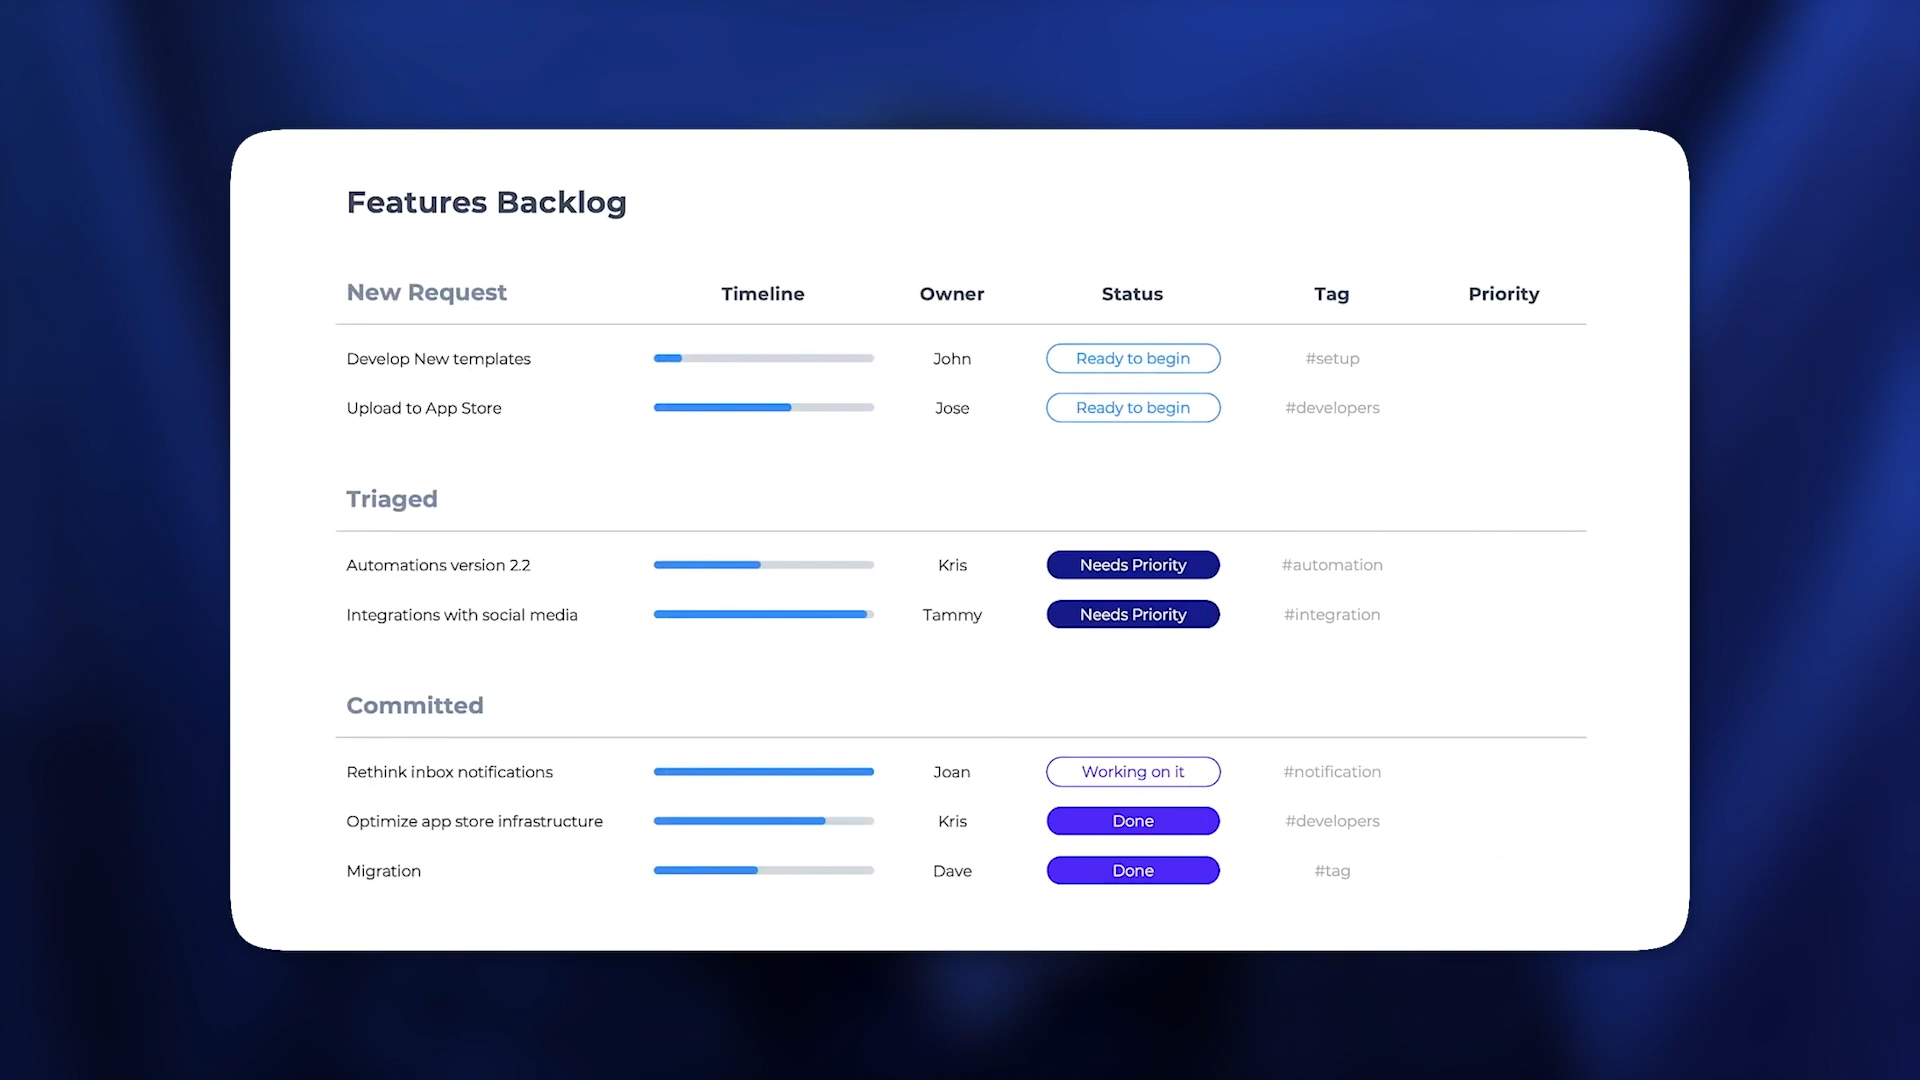 Features Backlog
New Request Timeline Owner Status Tag Priority
Develop New templates John Ready to begin #setup
Upload to App Store Jose Ready to begin #developers
Triaged
Automations version 2.2 Kris Needs Priority #automation
Integrations with social media Tammy Needs Priority #integration
Committed
Rethink inbox notifications Joan Working on it #notification
Optimize app store infrastructure Kris Done #developers
Migration Dave Done #tag